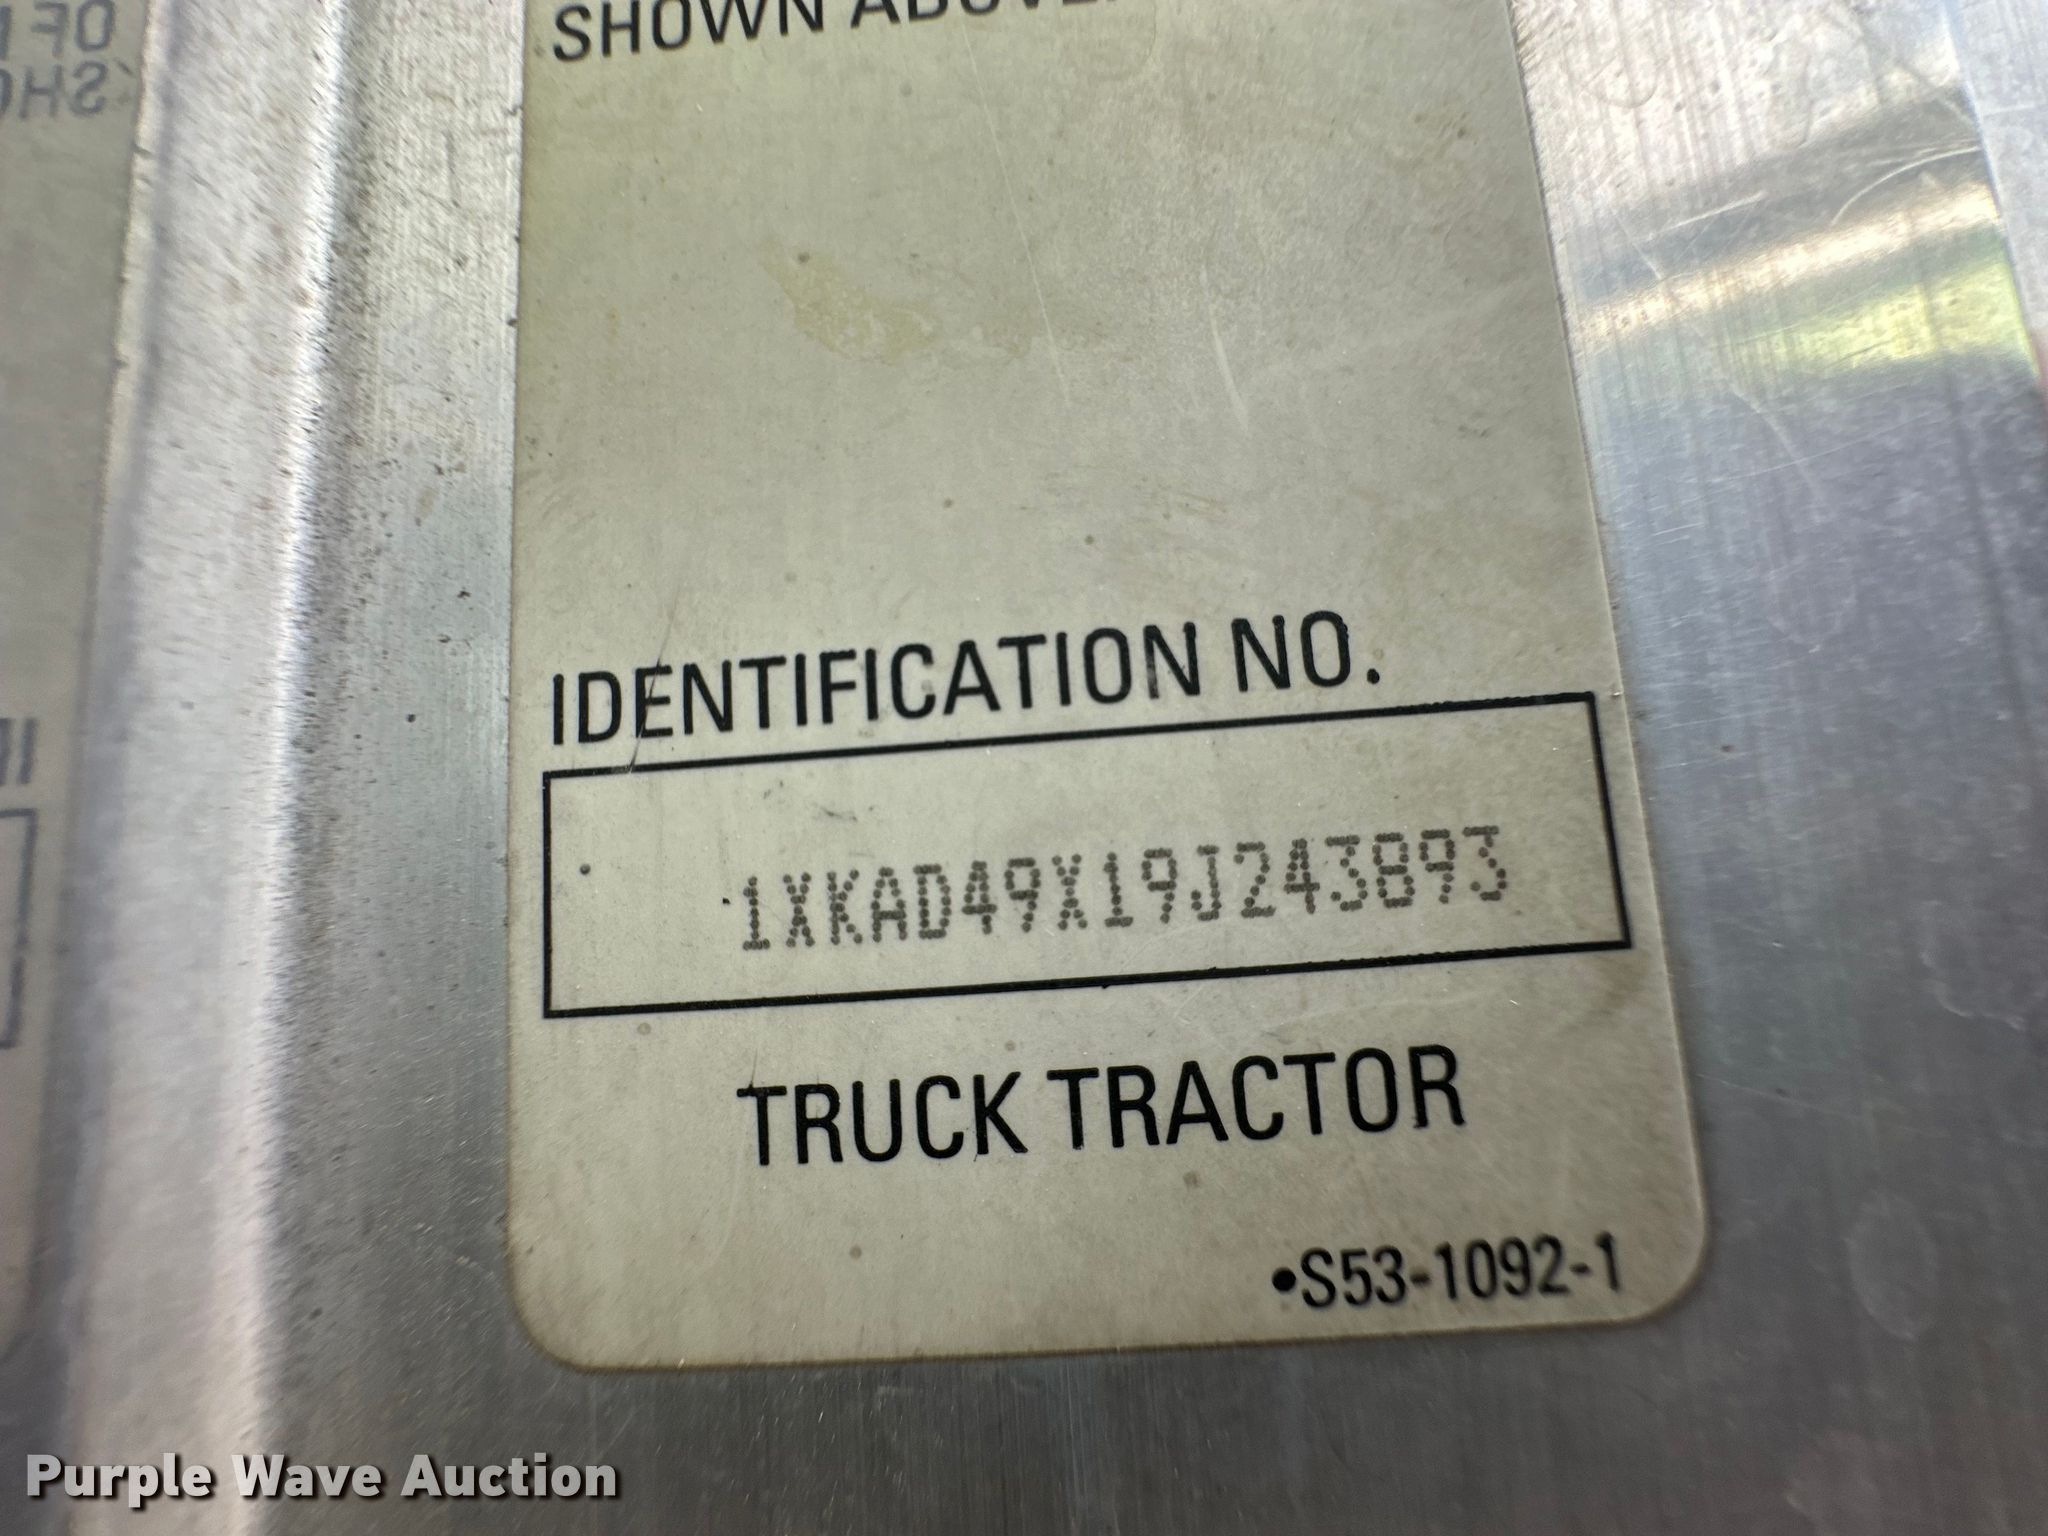 SHOWN ABOVE.
IDENTIFICATION NO.
1XKAD49X19J243893
TRUCK TRACTOR
•S53-1092-1
Purple Wave Auction